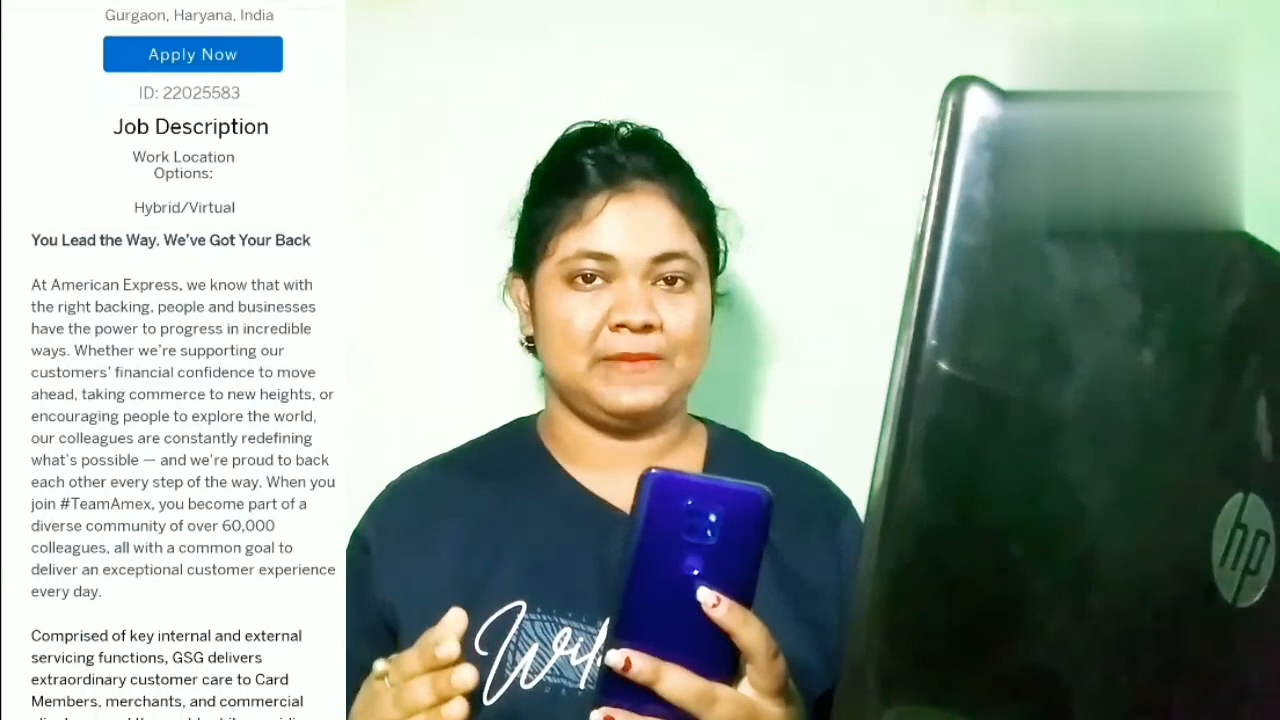 Gurgaon, Haryana, India
Apply Now
ID: 22025583
Job Description
Work Location
Options:
Hybrid/Virtual
You Lead the Way. We've Got Your Back
At American Express, we know that with
the right backing, people and businesses
have the power to progress in incredible
ways. Whether we're supporting our
customers' financial confidence to move
ahead, taking commerce to new heights, or
encouraging people to explore the world,
our colleagues are constantly redefining
what's possible — and we're proud to back
each other every step of the way. When you
join #TeamAmex, you become part of a
diverse community of over 60,000
colleagues, all with a common goal to
deliver an exceptional customer experience
every day.
Comprised of key internal and external
servicing functions, GSG delivers
extraordinary customer care to Card
Members, merchants, and commercial
hp